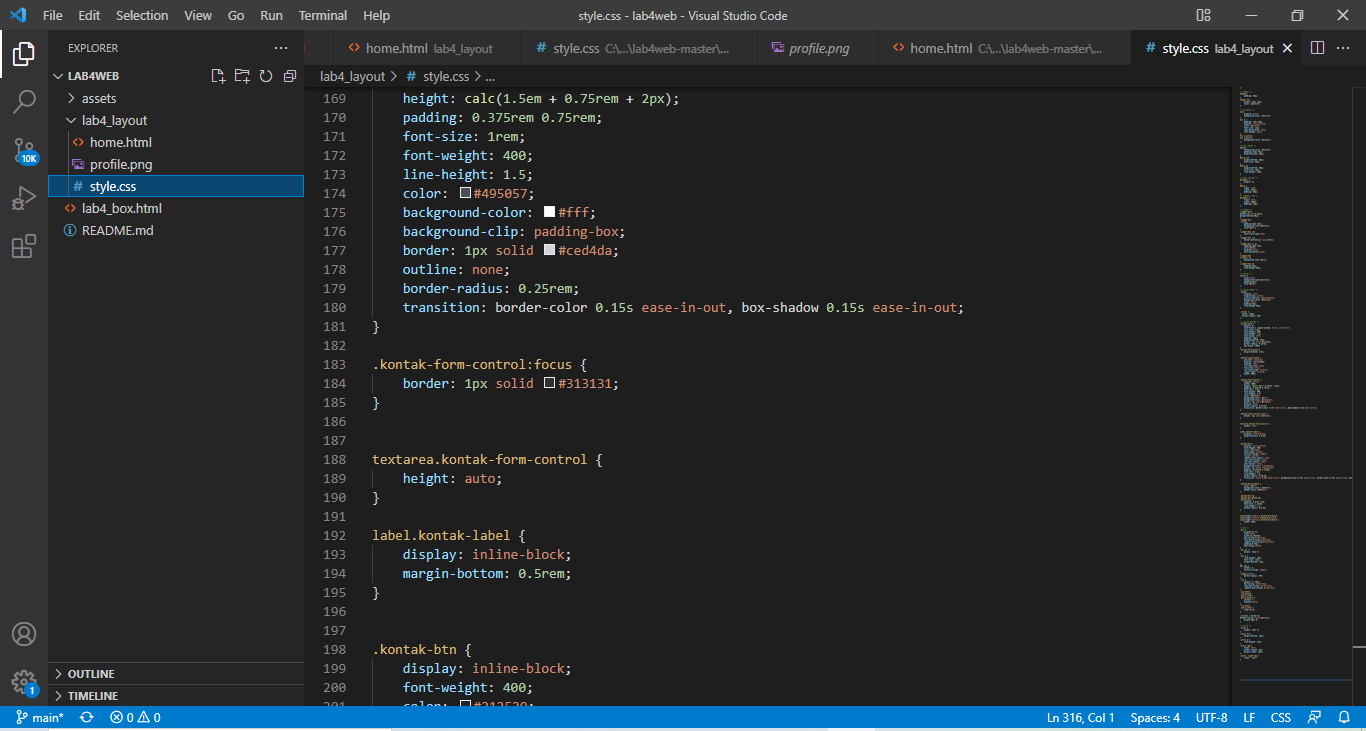 File Edit Selection View Go Run Terminal Help style.css - lab4web - Visual Studio Code
EXPLORER
home.html lab4_layout # style.css C:\...\lab4web-master\... profile.png home.html C:\...\lab4web-master\... # style.css lab4_layout
lab4_layout > # style.css > ...
LAB4WEB
assets
lab4_layout
home.html
profile.png
# style.css
lab4_box.html
README.md
10K
1
OUTLINE
TIMELINE
169 height: calc(1.5em + 0.75rem + 2px);
170 padding: 0.375rem 0.75rem;
171 font-size: 1rem;
172 font-weight: 400;
173 line-height: 1.5;
174 color: #495057;
175 background-color: #fff;
176 background-clip: padding-box;
177 border: 1px solid #ced4da;
178 outline: none;
179 border-radius: 0.25rem;
180 transition: border-color 0.15s ease-in-out, box-shadow 0.15s ease-in-out;
181 }
182
183 .kontak-form-control:focus {
184 border: 1px solid #313131;
185 }
186
187
188 textarea.kontak-form-control {
189 height: auto;
190 }
191
192 label.kontak-label {
193 display: inline-block;
194 margin-bottom: 0.5rem;
195 }
196
197
198 .kontak-btn {
199 display: inline-block;
200 font-weight: 400;
main* 0 0 Ln 316, Col 1 Spaces: 4 UTF-8 LF CSS